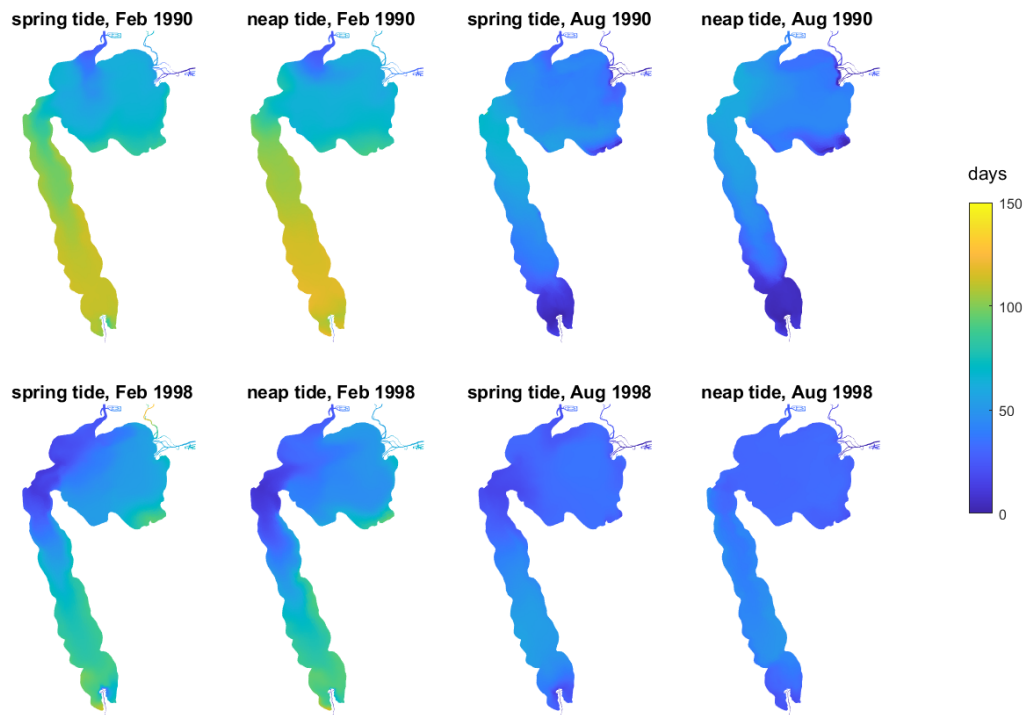 spring tide, Feb 1990
neap tide, Feb 1990
spring tide, Aug 1990
neap tide, Aug 1990
days
150
100
50
0
spring tide, Feb 1998
neap tide, Feb 1998
spring tide, Aug 1998
neap tide, Aug 1998